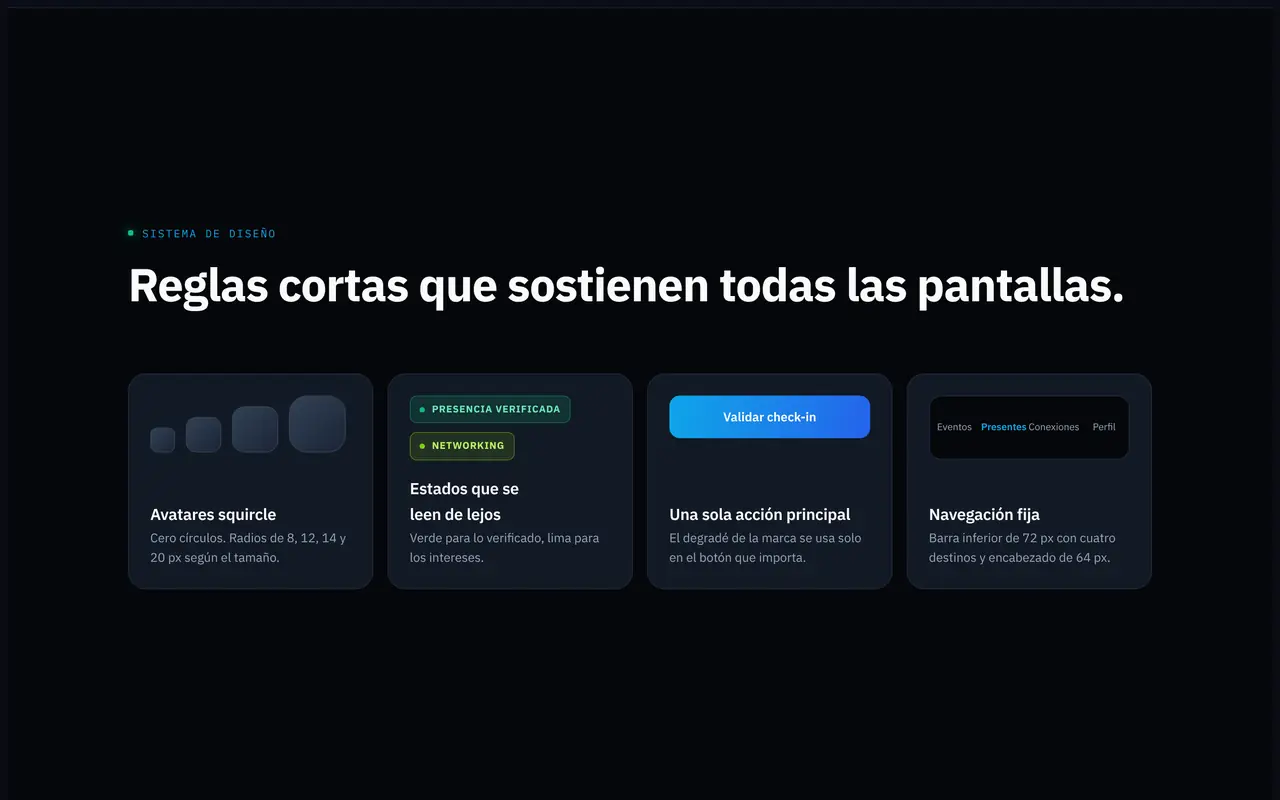 SISTEMA DE DISEÑO
Reglas cortas que sostienen todas las pantallas.
Avatares squircle
Cero círculos. Radios de 8, 12, 14 y
20 px según el tamaño.
PRESENCIA VERIFICADA
NETWORKING
Estados que se
leen de lejos
Verde para lo verificado, lima para
los intereses.
Validar check-in
Una sola acción principal
El degradé de la marca se usa solo
en el botón que importa.
Eventos Presentes Conexiones Perfil
Navegación fija
Barra inferior de 72 px con cuatro
destinos y encabezado de 64 px.